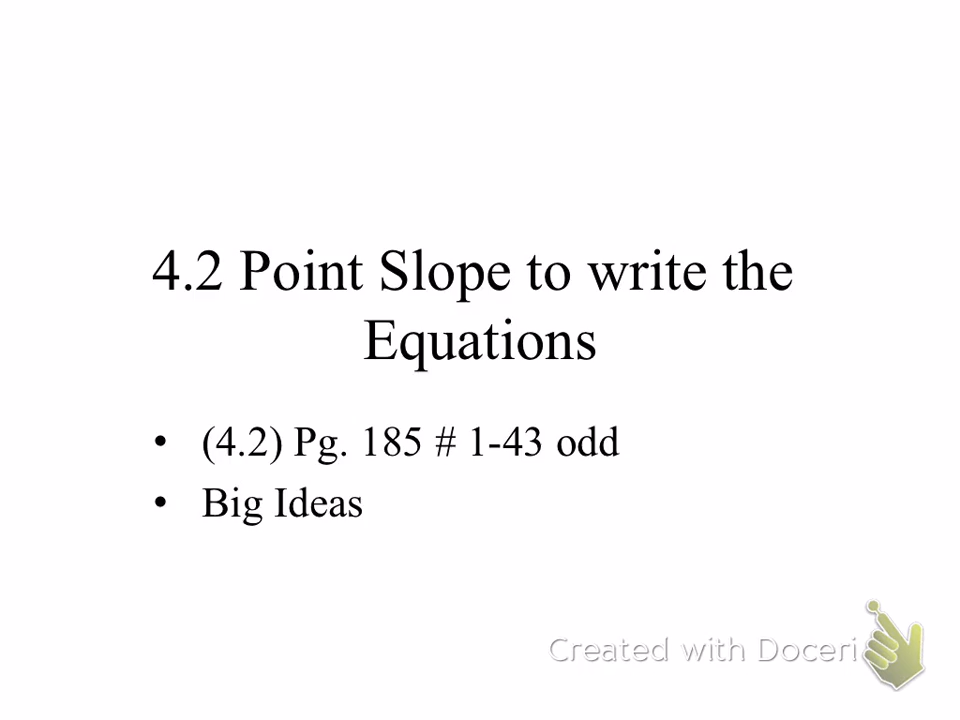 4.2 Point Slope to write the
Equations
• (4.2) Pg. 185 # 1-43 odd
• Big Ideas
Created with Doceri